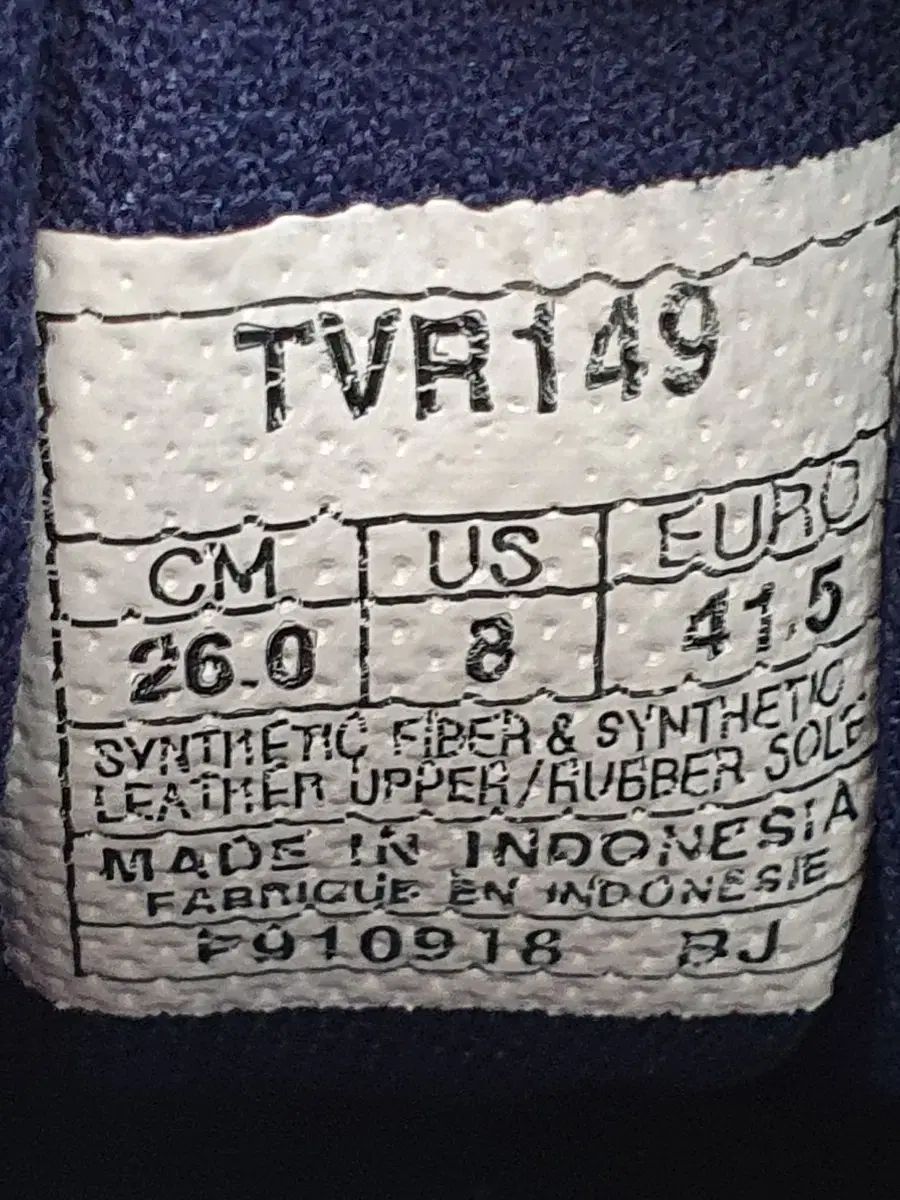 TVR149
CM US EURO
26.0 8 41.5
SYNTHETIC FIBER & SYNTHETIC
LEATHER UPPER/RUBBER SOLE
MADE IN INDONESIA
FABRIQUE EN INDONESIE
F910918 BJ